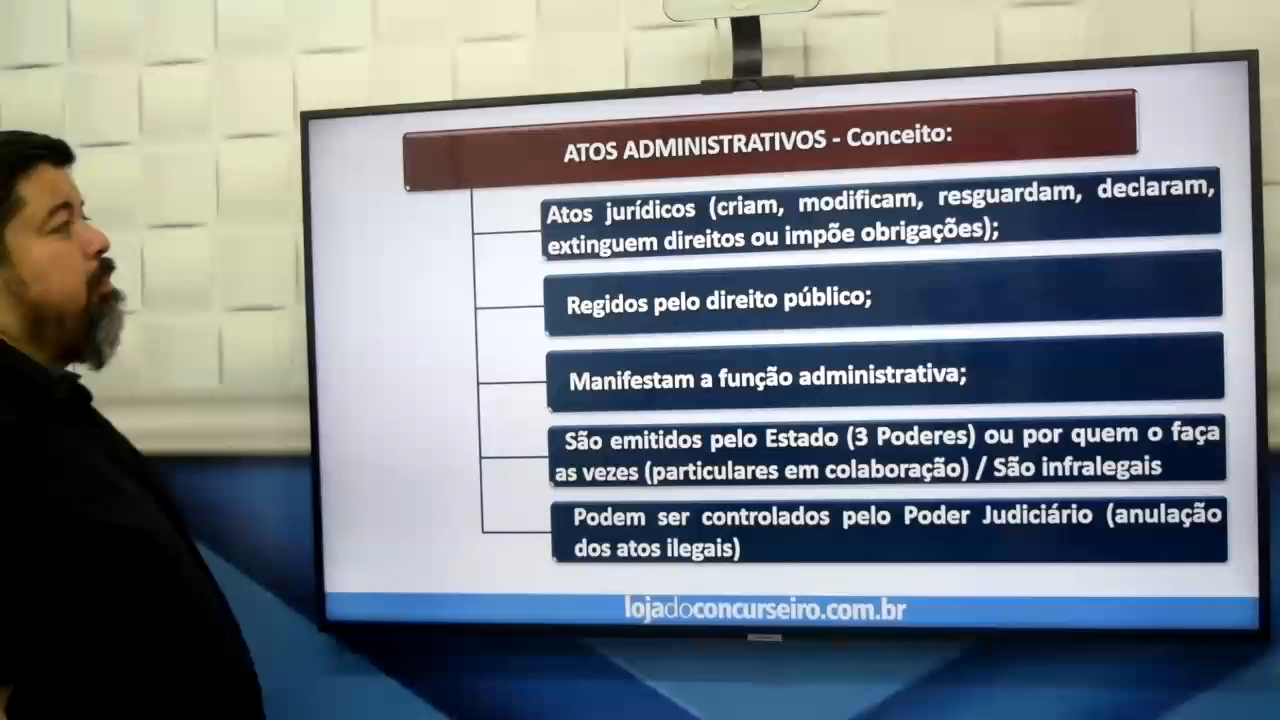 ATOS ADMINISTRATIVOS - Conceito:
Atos jurídicos (criam, modificam, resguardam, declaram,
extinguem direitos ou impõe obrigações);
Regidos pelo direito público;
Manifestam a função administrativa;
São emitidos pelo Estado (3 Poderes) ou por quem o faça
as vezes (particulares em colaboração) / São infralegais
Podem ser controlados pelo Poder Judiciário (anulação
dos atos ilegais)
lojadoconcurseiro.com.br